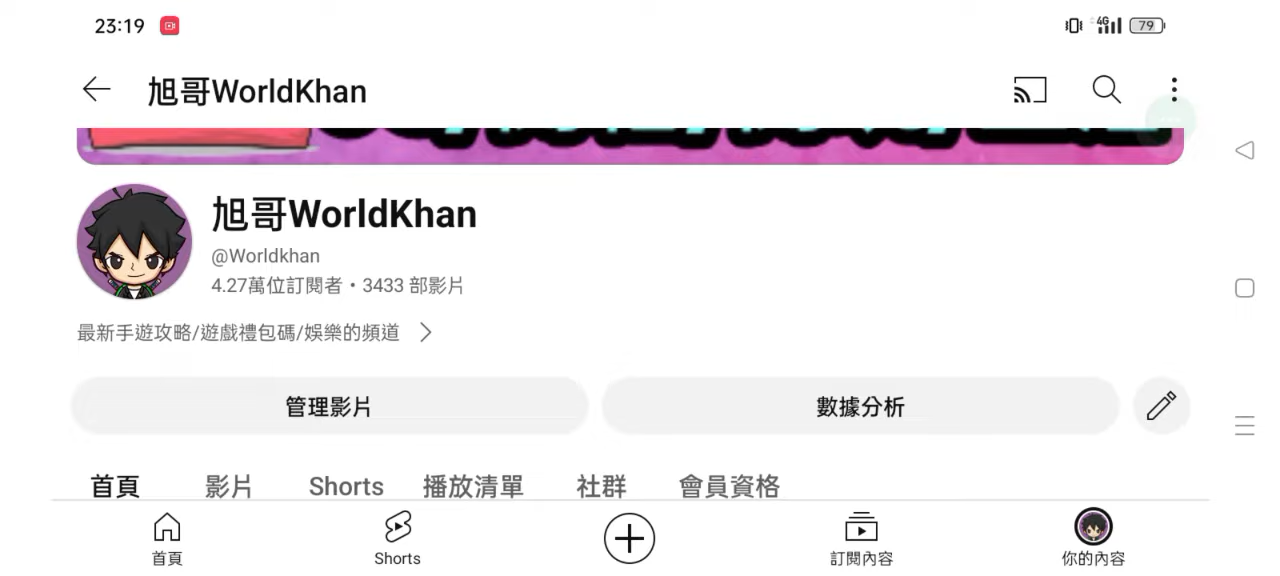 23:19
4G
79
旭哥WorldKhan
旭哥WorldKhan
@Worldkhan
4.27萬位訂閱者・3433 部影片
最新手遊攻略/遊戲禮包碼/娛樂的頻道
管理影片
數據分析
首頁 影片 Shorts 播放清單 社群 會員資格
首頁 Shorts 訂閱內容 你的內容